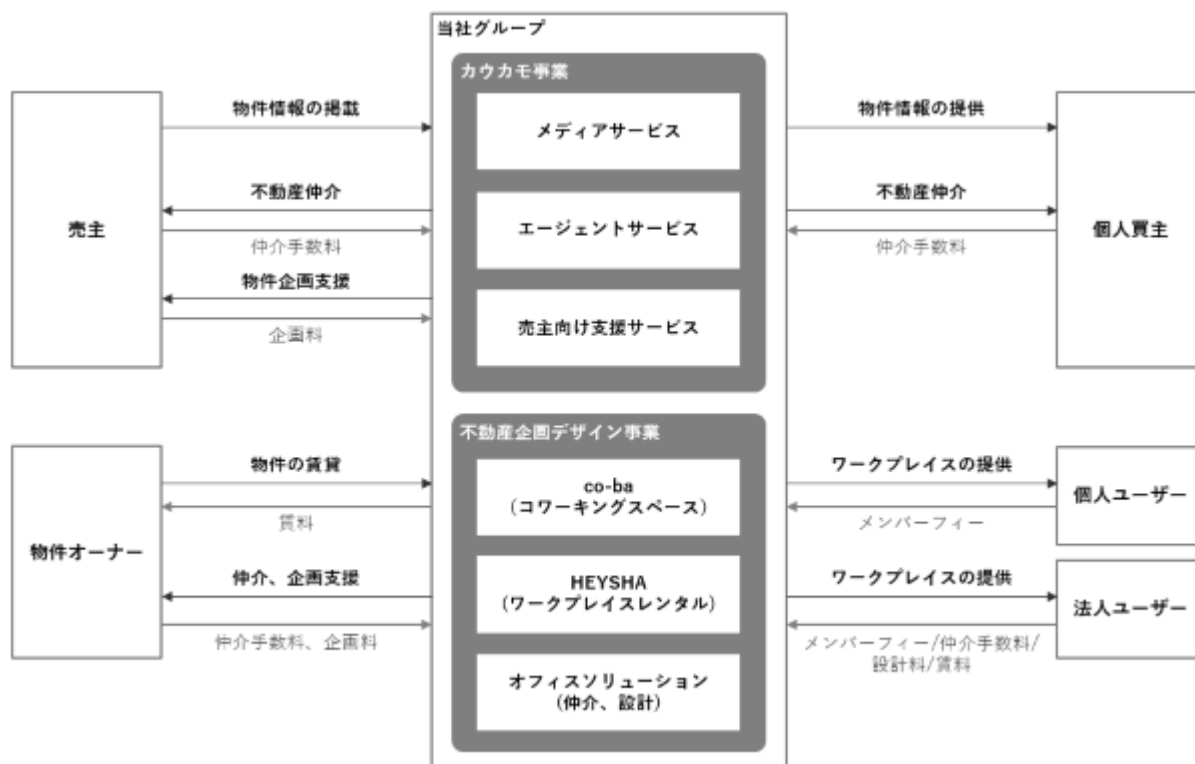 当社グループ
カウカモ事業
メディアサービス
エージェントサービス
売主向け支援サービス
売主
物件情報の掲載
不動産仲介
仲介手数料
物件企画支援
企画料
物件情報の提供
不動産仲介
仲介手数料
個人買主
不動産企画デザイン事業
co-ba
(コワーキングスペース)
HEYSHA
(ワークプレイスレンタル)
オフィスソリューション
(仲介、設計)
物件オーナー
物件の賃貸
賃料
仲介、企画支援
仲介手数料、企画料
ワークプレイスの提供
メンバーフィー
個人ユーザー
ワークプレイスの提供
メンバーフィー/仲介手数料/
設計料/賃料
法人ユーザー